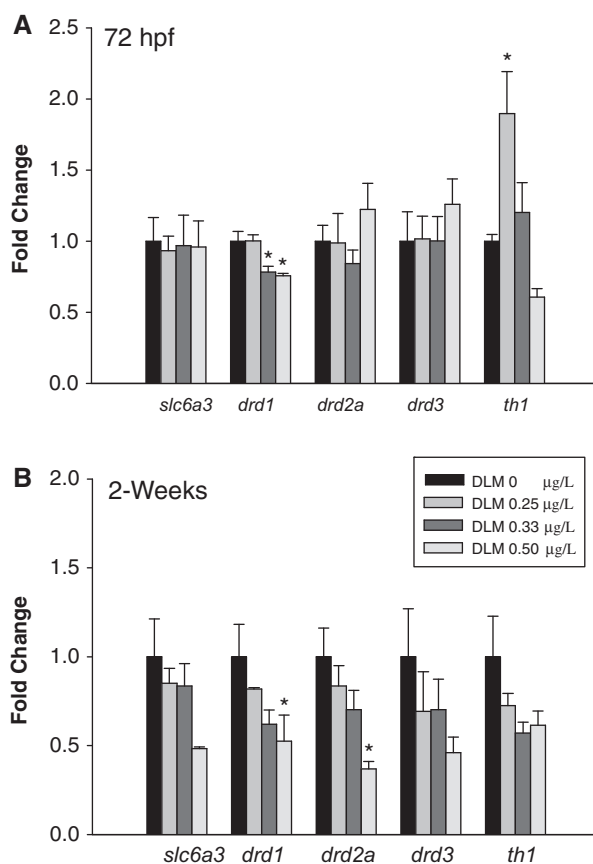 A
72 hpf
2.5
2.0
1.5
1.0
0.5
0.0
Fold Change
*
*
*
slc6a3 drd1 drd2a drd3 th1
B
2-Weeks
2.0
1.5
1.0
0.5
0.0
Fold Change
DLM 0 µg/L
DLM 0.25 µg/L
DLM 0.33 µg/L
DLM 0.50 µg/L
*
*
slc6a3 drd1 drd2a drd3 th1